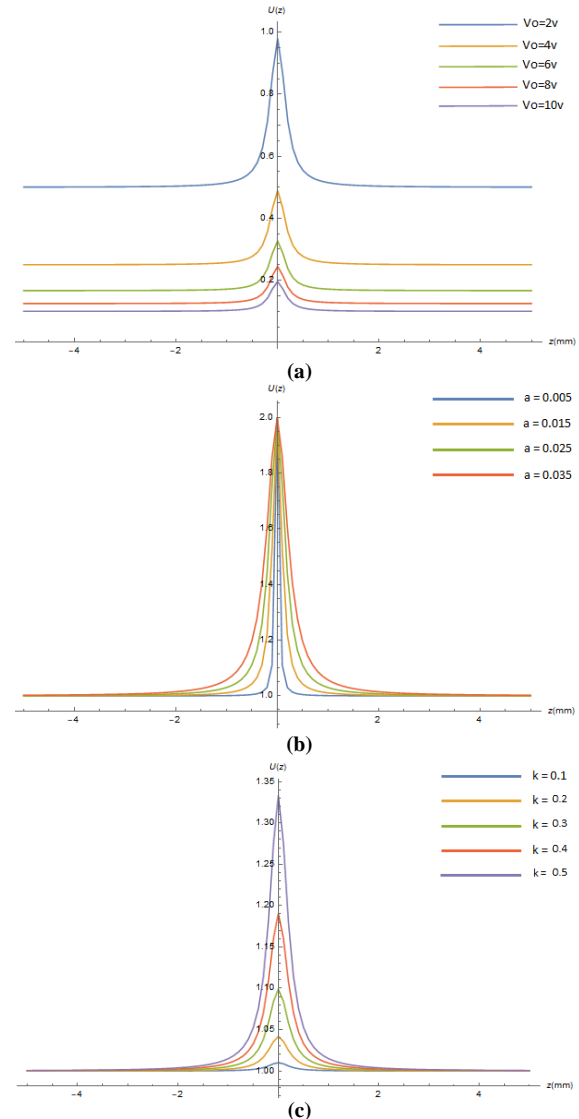 U(z)
1.0
0.8
0.6
0.4
0.2
−4
−2
2
4
z(mm)
Vo=2v
Vo=4v
Vo=6v
Vo=8v
Vo=10v
(a)
U(z)
2.0
1.8
1.6
1.4
1.2
1.0
−4
−2
2
4
z(mm)
a = 0.005
a = 0.015
a = 0.025
a = 0.035
(b)
U(z)
1.35
1.30
1.25
1.20
1.15
1.10
1.05
1.00
−4
−2
2
4
z(mm)
k = 0.1
k = 0.2
k = 0.3
k = 0.4
k = 0.5
(c)